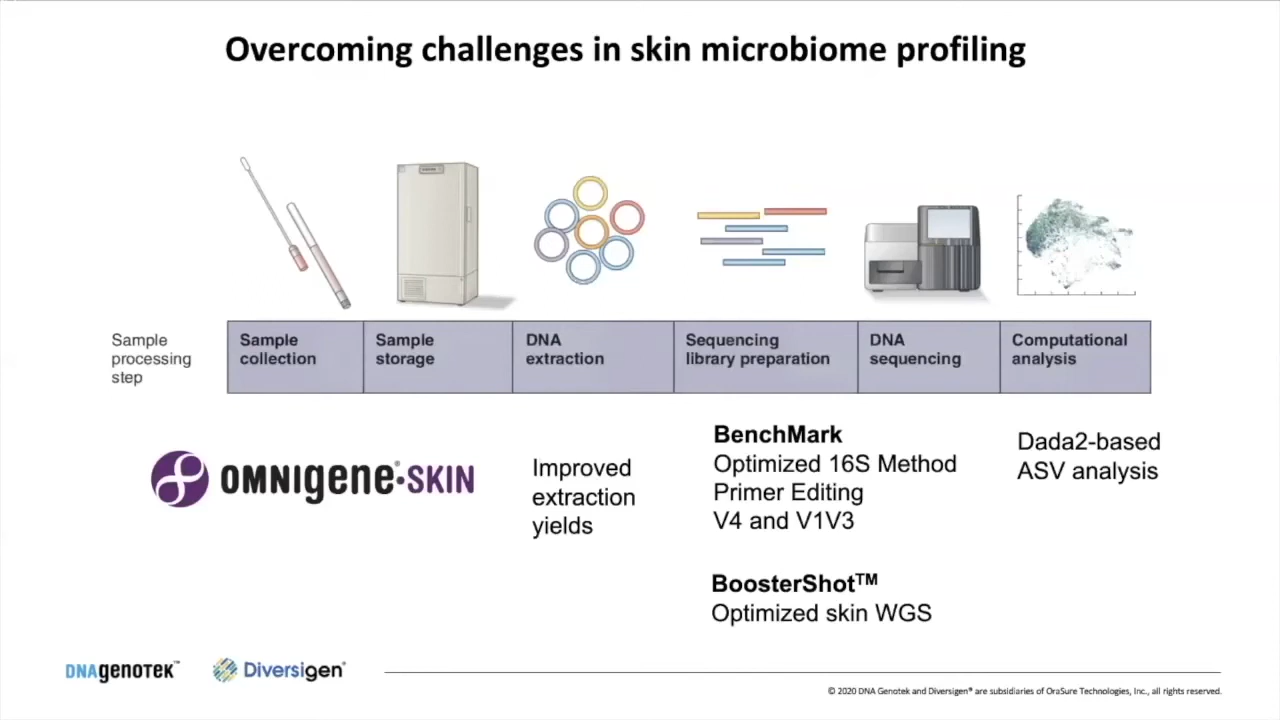 Overcoming challenges in skin microbiome profiling
Sample
processing
step
Sample
collection
Sample
storage
DNA
extraction
Sequencing
library preparation
DNA
sequencing
Computational
analysis
OMNIgene®•SKIN
Improved
extraction
yields
BenchMark
Optimized 16S Method
Primer Editing
V4 and V1V3
BoosterShot™
Optimized skin WGS
Dada2-based
ASV analysis
DNAgenotek™
Diversigen®
© 2020 DNA Genotek and Diversigen® are subsidiaries of OraSure Technologies, Inc., all rights reserved.